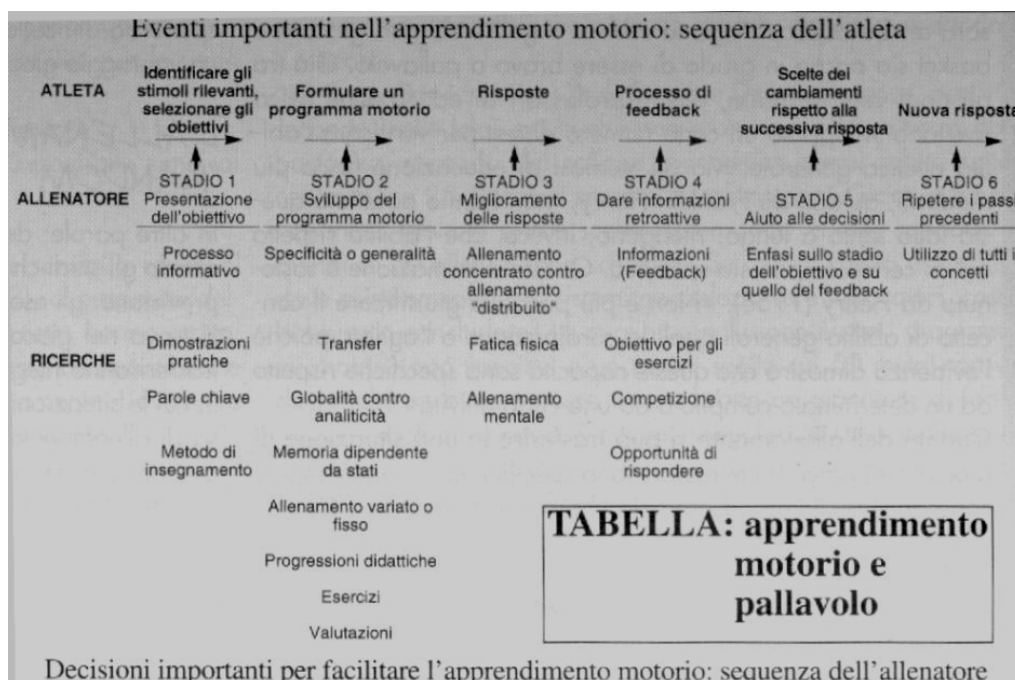 Eventi importanti nell'apprendimento motorio: sequenza dell'atleta
ATLETA
Identificare gli
stimoli rilevanti,
selezionare gli
obiettivi
Formulare un
programma motorio
Risposte
Processo di
feedback
Scelte dei
cambiamenti
rispetto alla
successiva risposta
Nuova risposta
ALLENATORE
STADIO 1
Presentazione
dell'obiettivo
STADIO 2
Sviluppo del
programma motorio
STADIO 3
Miglioramento
delle risposte
STADIO 4
Dare informazioni
retroattive
STADIO 5
Aiuto alle decisioni
STADIO 6
Ripetere i passi
precedenti
RICERCHE
Processo
informativo
Dimostrazioni
pratiche
Parole chiave
Metodo di
insegnamento
Specificità o generalità
Transfer
Globalità contro
analiticità
Memoria dipendente
da stati
Allenamento variato o
fisso
Progressioni didattiche
Esercizi
Valutazioni
Allenamento
concentrato contro
allenamento
"distribuito"
Fatica fisica
Allenamento
mentale
Informazioni
(Feedback)
Obiettivo per gli
esercizi
Competizione
Opportunità di
rispondere
Enfasi sullo stadio
dell'obiettivo e su
quello del feedback
Utilizzo di tutti i
concetti
TABELLA: apprendimento
motorio e
pallavolo
Decisioni importanti per facilitare l'apprendimento motorio: sequenza dell'allenatore